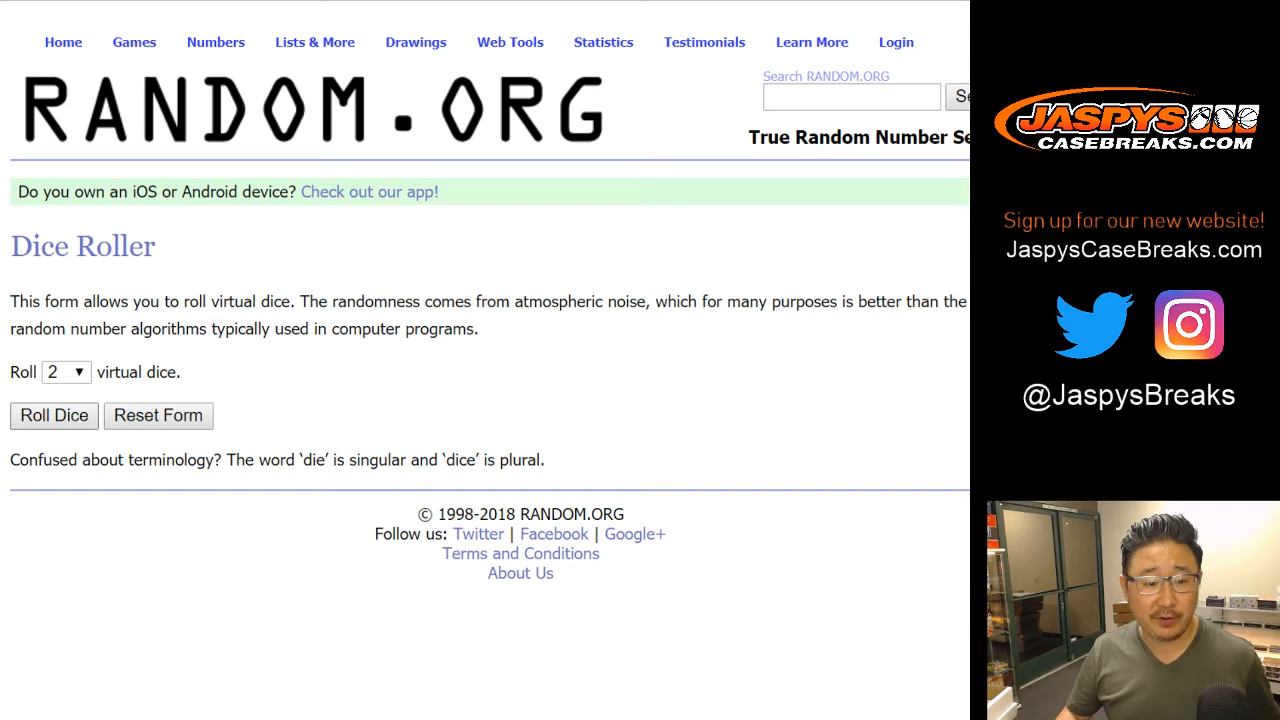 Home Games Numbers Lists & More Drawings Web Tools Statistics Testimonials Learn More Login
RANDOM.ORG
Search RANDOM.ORG
Se
True Random Number Se
Do you own an iOS or Android device? Check out our app!
Dice Roller
This form allows you to roll virtual dice. The randomness comes from atmospheric noise, which for many purposes is better than the
random number algorithms typically used in computer programs.
Roll 2 ▼ virtual dice.
Roll Dice Reset Form
Confused about terminology? The word ‘die’ is singular and ‘dice’ is plural.
© 1998-2018 RANDOM.ORG
Follow us: Twitter | Facebook | Google+
Terms and Conditions
About Us
JASPYS
CASEBREAKS.COM
Sign up for our new website!
JaspysCaseBreaks.com
@JaspysBreaks